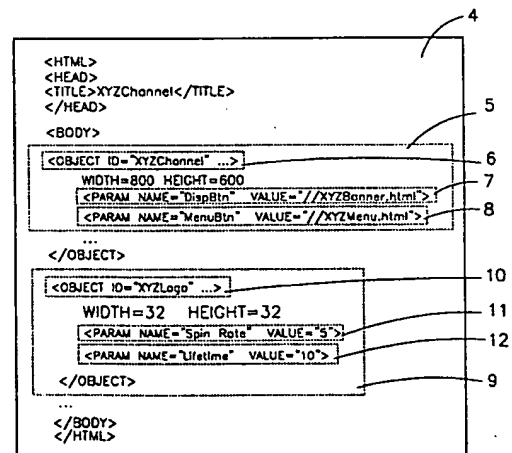 4
<HTML>
<HEAD>
<TITLE>XYZChannel</TITLE>
</HEAD>
<BODY>
5
<OBJECT ID="XYZChannel" ...>
6
WIDTH=800 HEIGHT=600
7
<PARAM NAME="DispBtn" VALUE="//XYZBanner.html">
<PARAM NAME="MenuBtn" VALUE="//XYZMenu.html">
8
...
</OBJECT>
<OBJECT ID="XYZLogo" ...>
10
WIDTH=32 HEIGHT=32
11
<PARAM NAME="Spin Rate" VALUE="5">
<PARAM NAME="Lifetime" VALUE="10">
12
</OBJECT>
9
...
</BODY>
</HTML>